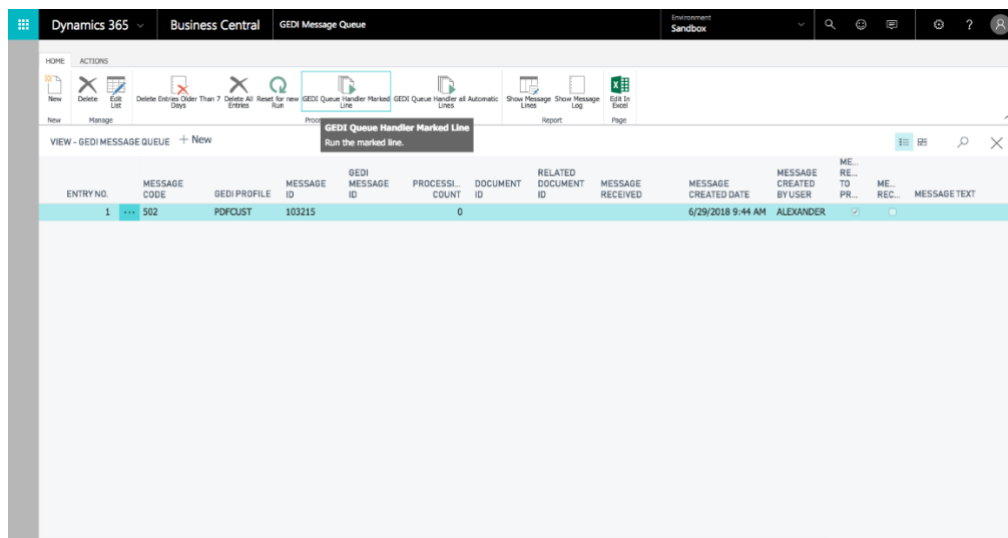 Dynamics 365
Business Central
GEDI Message Queue
Environment
Sandbox
?
HOME ACTIONS
New
Delete
Edit List
Delete Entries Older Than 7 Days
Delete All Entries
Reset for new Run
GEDI Queue Handler Marked Line
GEDI Queue Handler all Automatic Lines
Show Message Lines
Show Message Log
Edit In Excel
New
Manage
Report
Page
GEDI Queue Handler Marked Line
Run the marked line.
VIEW - GEDI MESSAGE QUEUE + New
ENTRY NO.
MESSAGE CODE
GEDI PROFILE
MESSAGE ID
GEDI MESSAGE ID
PROCESSI... COUNT
DOCUMENT ID
RELATED DOCUMENT ID
MESSAGE RECEIVED
MESSAGE CREATED DATE
MESSAGE CREATED BY USER
ME... RE... TO PR...
ME... REC...
MESSAGE TEXT
1 ... 502 PDFCUST 103215 0 6/29/2018 9:44 AM ALEXANDER